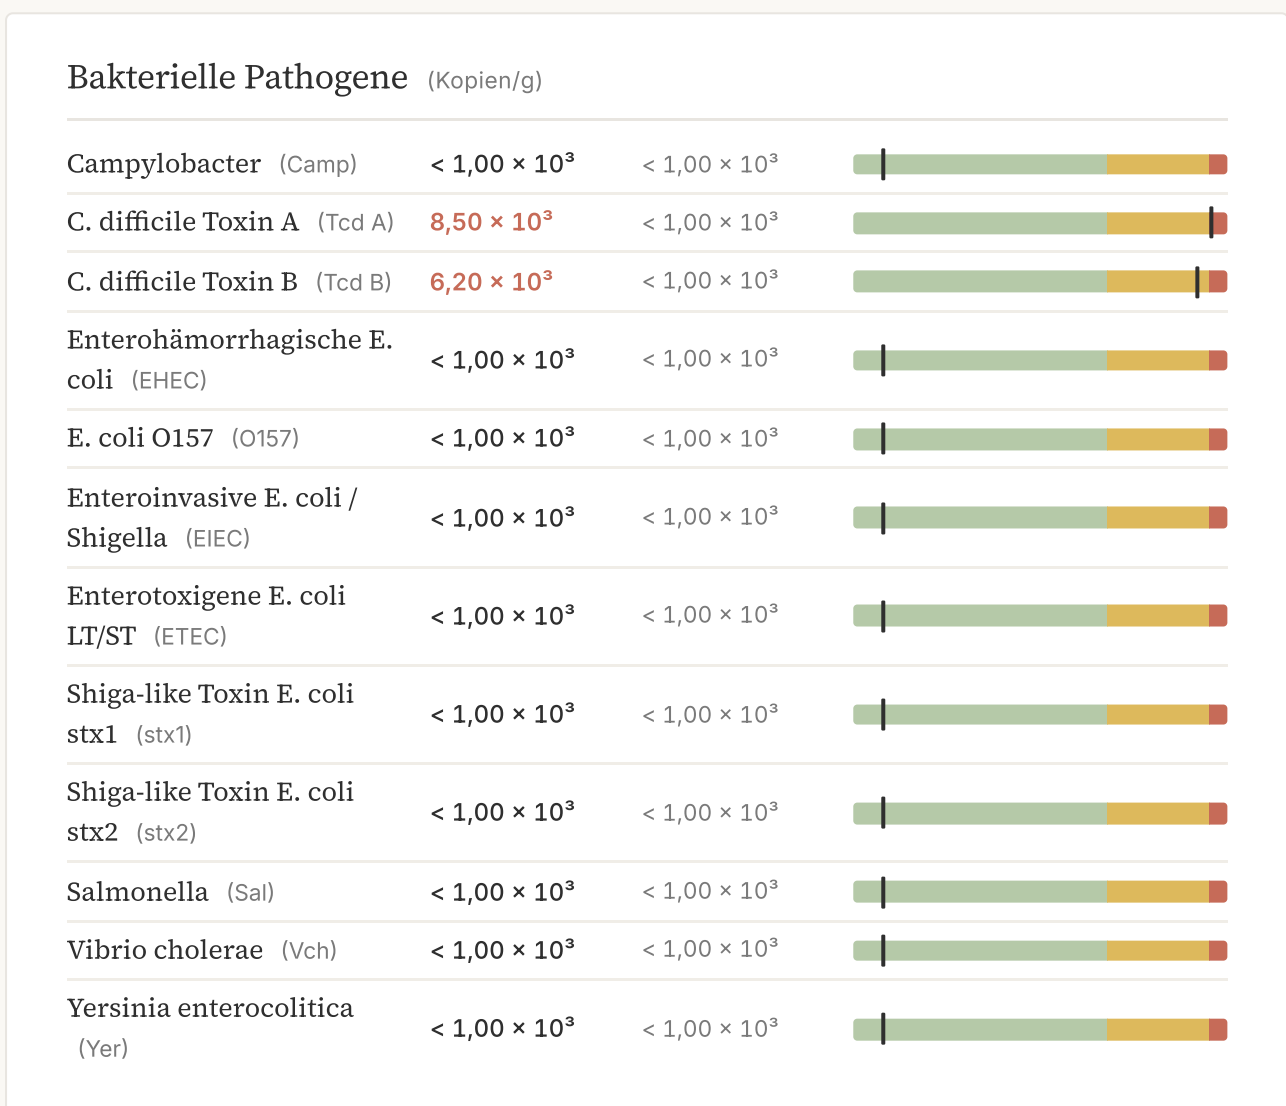 Bakterielle Pathogene (Kopien/g)
Campylobacter (Camp) < 1,00 × 10³ < 1,00 × 10³
C. difficile Toxin A (Tcd A) 8,50 × 10³ < 1,00 × 10³
C. difficile Toxin B (Tcd B) 6,20 × 10³ < 1,00 × 10³
Enterohämorrhagische E.
coli (EHEC) < 1,00 × 10³ < 1,00 × 10³
E. coli O157 (O157) < 1,00 × 10³ < 1,00 × 10³
Enteroinvasive E. coli /
Shigella (EIEC) < 1,00 × 10³ < 1,00 × 10³
Enterotoxigene E. coli
LT/ST (ETEC) < 1,00 × 10³ < 1,00 × 10³
Shiga-like Toxin E. coli
stx1 (stx1) < 1,00 × 10³ < 1,00 × 10³
Shiga-like Toxin E. coli
stx2 (stx2) < 1,00 × 10³ < 1,00 × 10³
Salmonella (Sal) < 1,00 × 10³ < 1,00 × 10³
Vibrio cholerae (Vch) < 1,00 × 10³ < 1,00 × 10³
Yersinia enterocolitica
(Yer) < 1,00 × 10³ < 1,00 × 10³